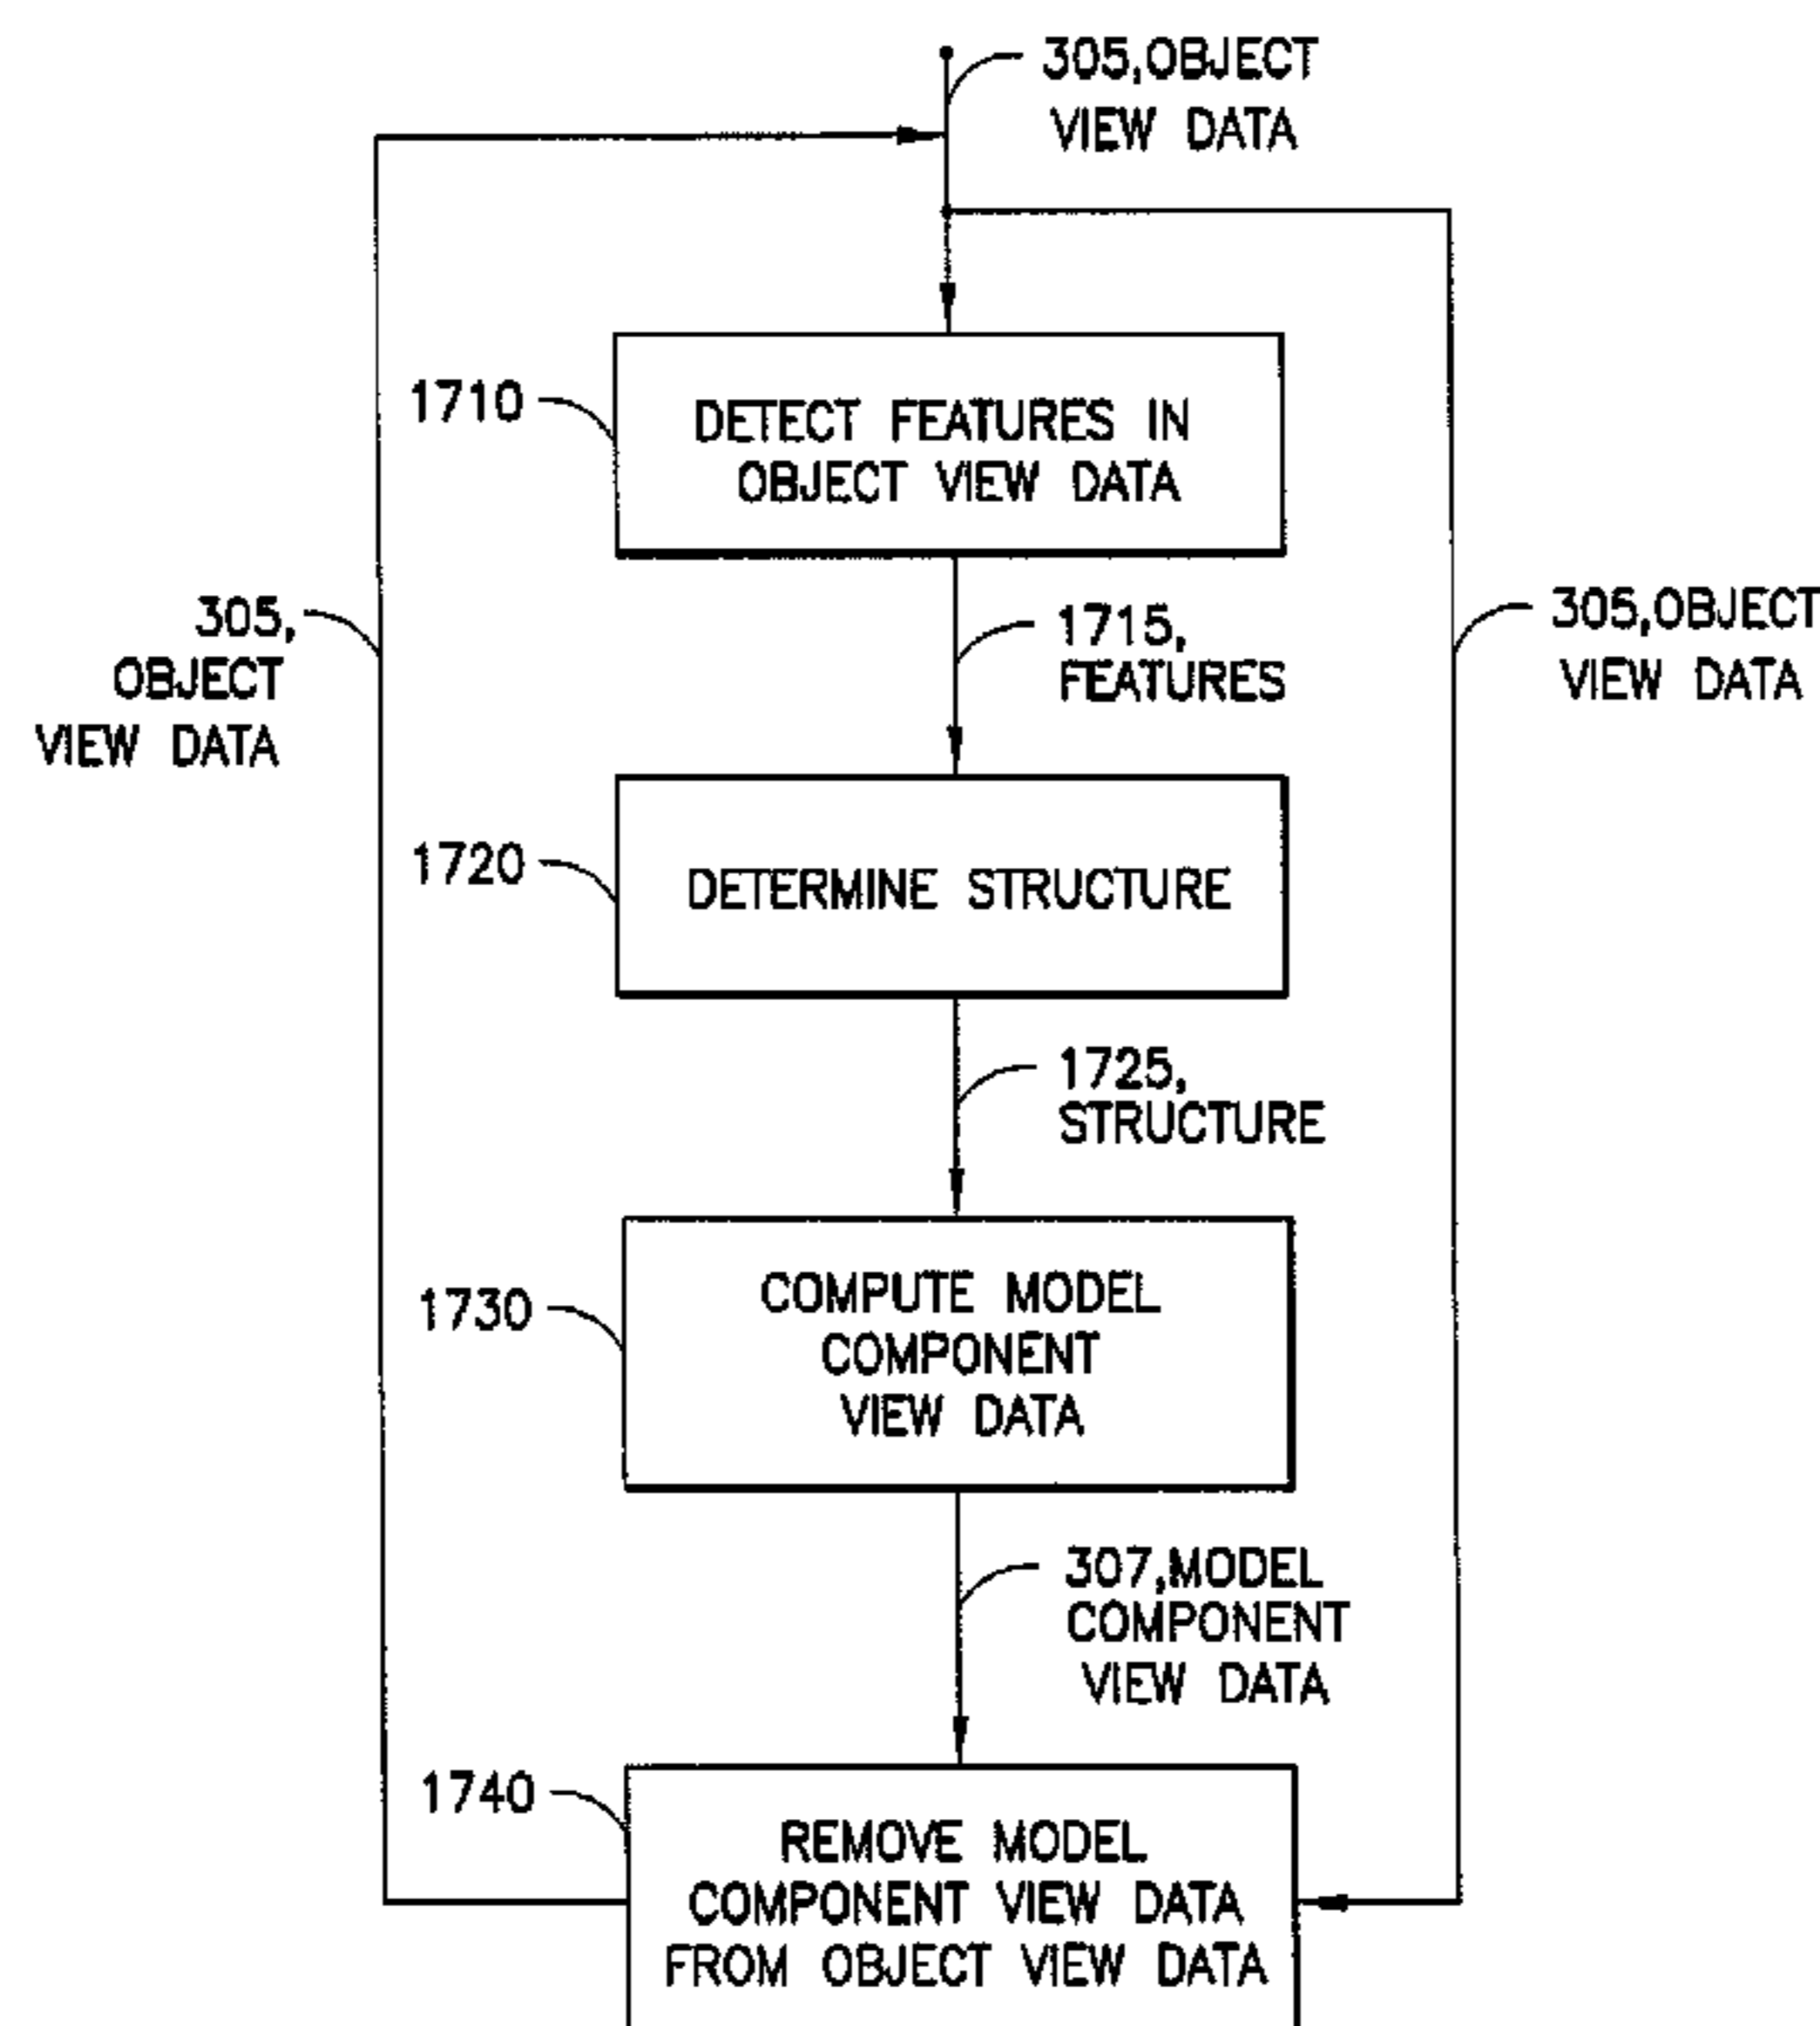 305,OBJECT
VIEW DATA
1710
DETECT FEATURES IN
OBJECT VIEW DATA
305,
OBJECT
VIEW DATA
1715,
FEATURES
305,OBJECT
VIEW DATA
1720
DETERMINE STRUCTURE
1725,
STRUCTURE
1730
COMPUTE MODEL
COMPONENT
VIEW DATA
307,MODEL
COMPONENT
VIEW DATA
1740
REMOVE MODEL
COMPONENT VIEW DATA
FROM OBJECT VIEW DATA